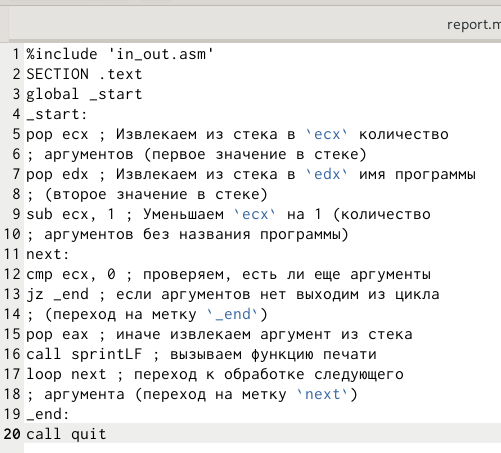 report.m
1 %include 'in_out.asm'
2 SECTION .text
3 global _start
4 _start:
5 pop ecx ; Извлекаем из стека в `ecx` количество
6 ; аргументов (первое значение в стеке)
7 pop edx ; Извлекаем из стека в `edx` имя программы
8 ; (второе значение в стеке)
9 sub ecx, 1 ; Уменьшаем `ecx` на 1 (количество
10 ; аргументов без названия программы)
11 next:
12 cmp ecx, 0 ; проверяем, есть ли еще аргументы
13 jz _end ; если аргументов нет выходим из цикла
14 ; (переход на метку `_end`)
15 pop eax ; иначе извлекаем аргумент из стека
16 call sprintLF ; вызываем функцию печати
17 loop next ; переход к обработке следующего
18 ; аргумента (переход на метку `next`)
19 _end:
20 call quit